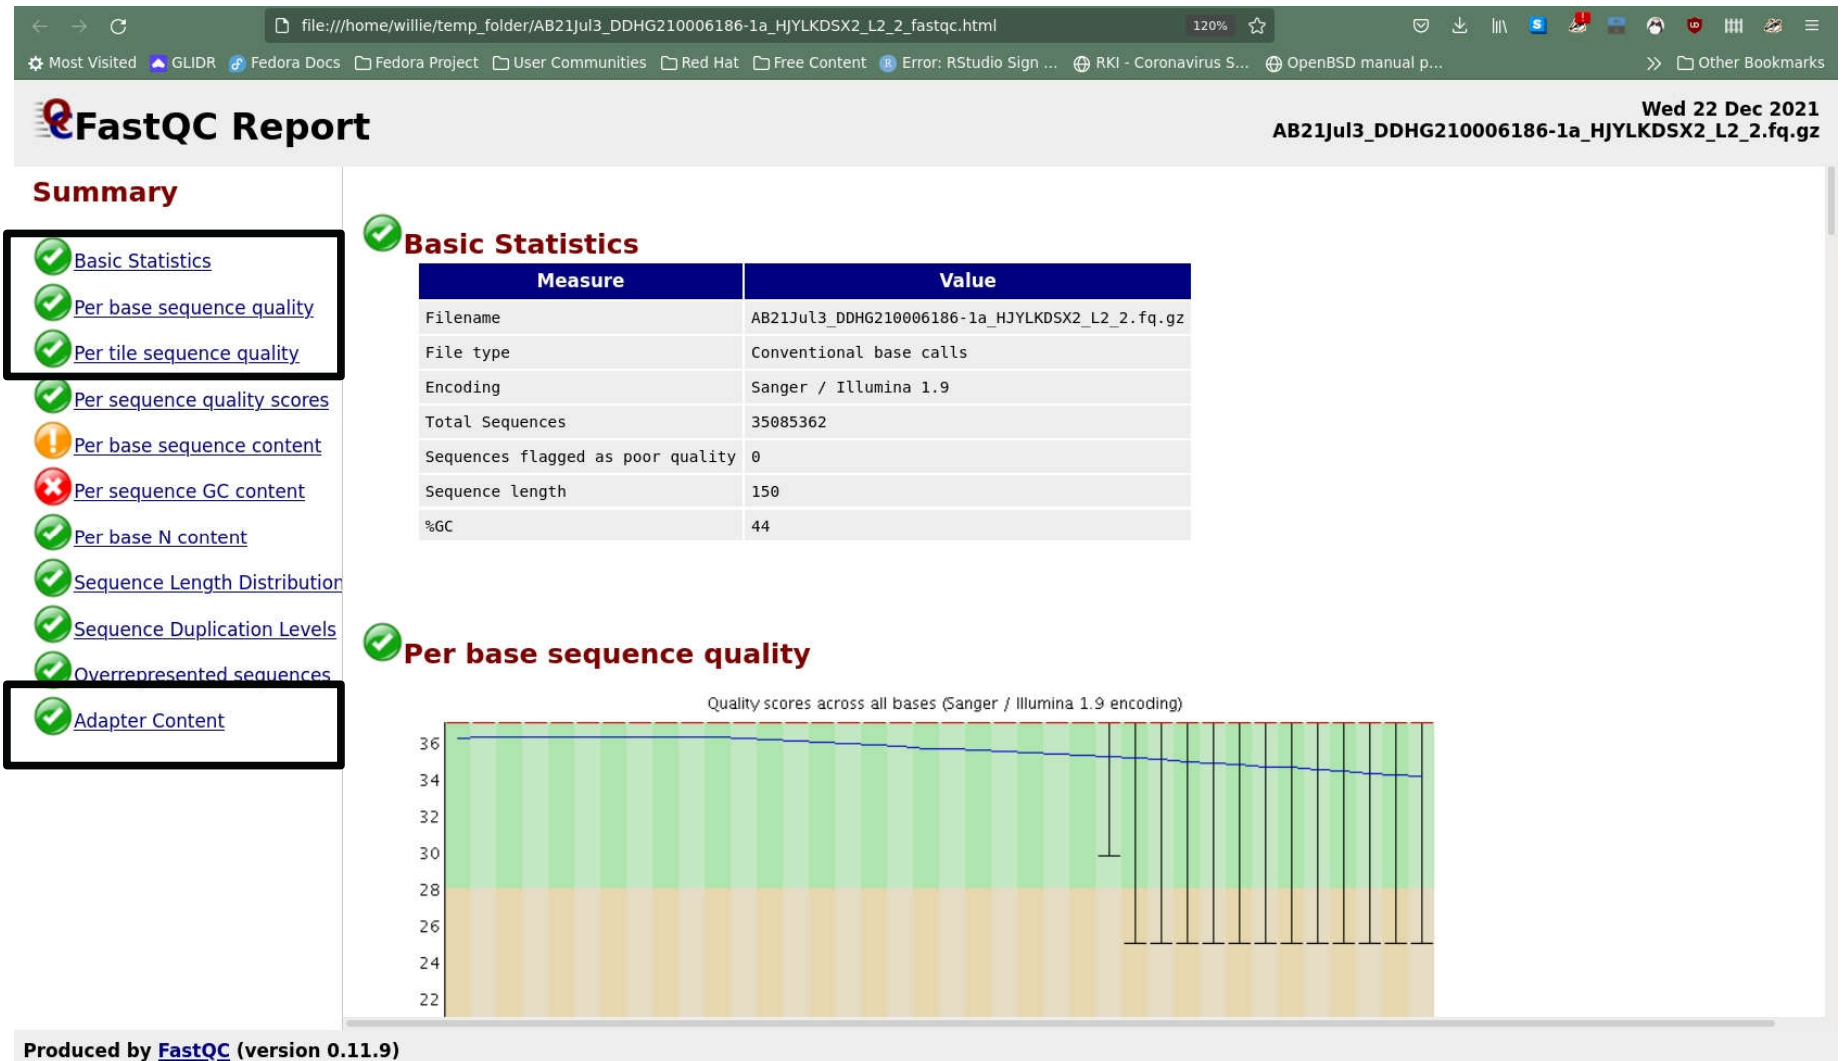 file:///home/willie/temp_folder/AB21Jul3_DDHG210006186-1a_HJYLKDSX2_L2_2_fastqc.html 120%
Most Visited GLIDR Fedora Docs Fedora Project User Communities Red Hat Free Content Error: RStudio Sign ... RKI - Coronavirus S... OpenBSD manual p... Other Bookmarks
FastQC Report
Wed 22 Dec 2021
AB21Jul3_DDHG210006186-1a_HJYLKDSX2_L2_2.fq.gz
Summary
Basic Statistics
Per base sequence quality
Per tile sequence quality
Per sequence quality scores
Per base sequence content
Per sequence GC content
Per base N content
Sequence Length Distribution
Sequence Duplication Levels
Overrepresented sequences
Adapter Content
Basic Statistics
Measure Value
Filename AB21Jul3_DDHG210006186-1a_HJYLKDSX2_L2_2.fq.gz
File type Conventional base calls
Encoding Sanger / Illumina 1.9
Total Sequences 35085362
Sequences flagged as poor quality 0
Sequence length 150
%GC 44
Per base sequence quality
Quality scores across all bases (Sanger / Illumina 1.9 encoding)
36
34
32
30
28
26
24
22
Produced by FastQC (version 0.11.9)